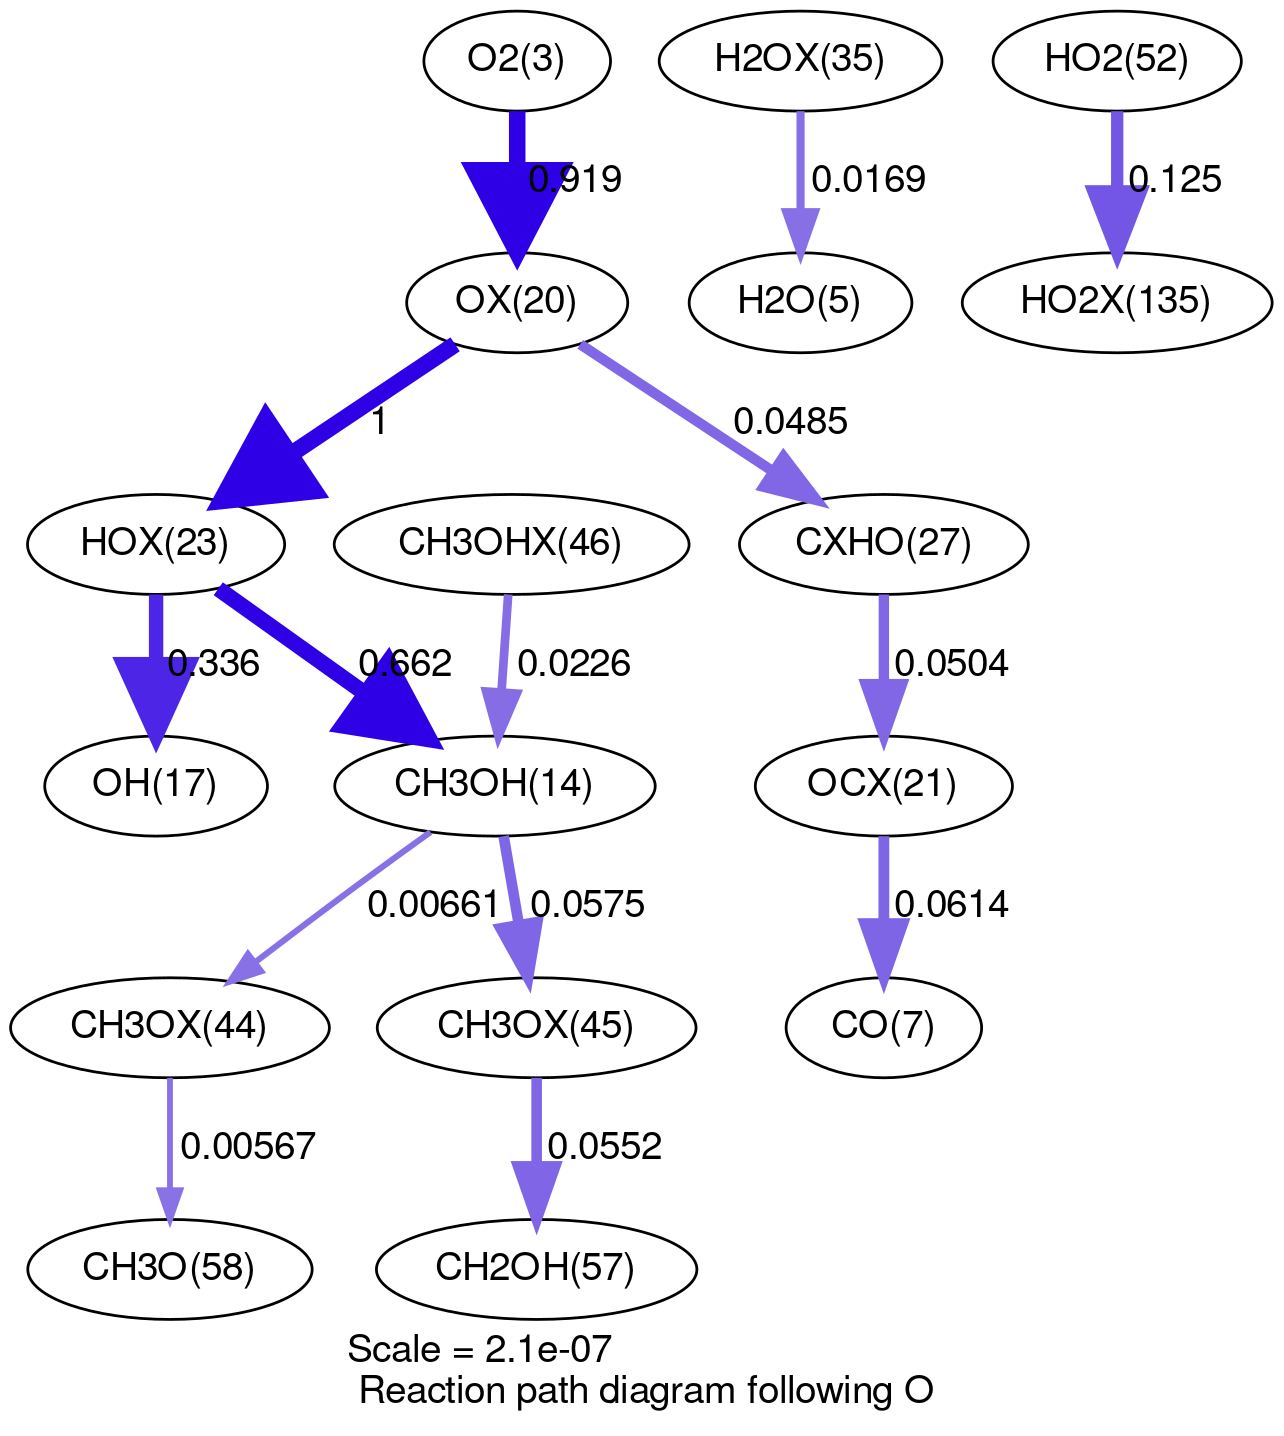 O2(3)
H2OX(35)
HO2(52)
0.919
0.0169
0.125
OX(20)
H2O(5)
HO2X(135)
1
0.0485
HOX(23)
CH3OHX(46)
CXHO(27)
0.336
0.662
0.0226
0.0504
OH(17)
CH3OH(14)
OCX(21)
0.00661
0.0575
0.0614
CH3OX(44)
CH3OX(45)
CO(7)
0.00567
0.0552
CH3O(58)
CH2OH(57)
Scale = 2.1e-07
Reaction path diagram following O